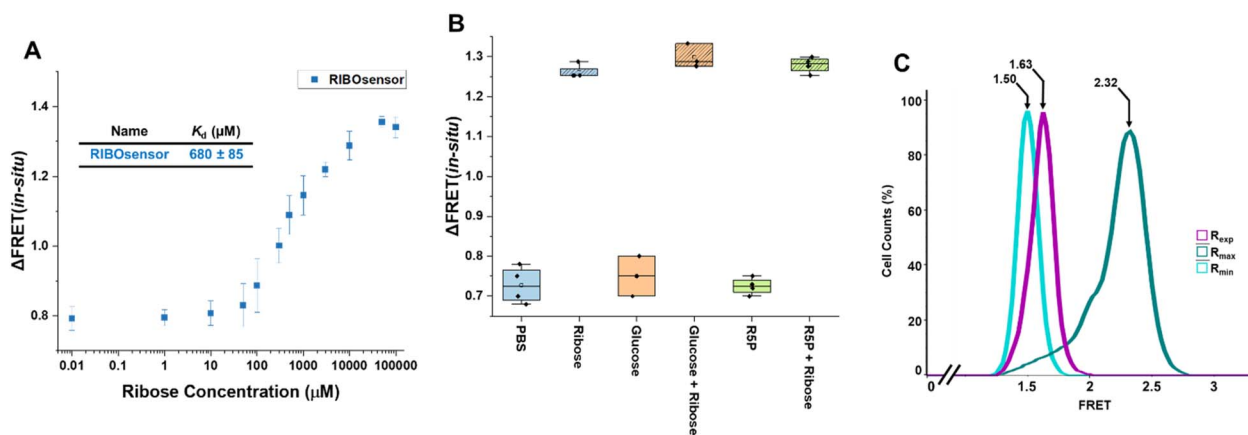 A
RIBOsensor
ΔFRET(in-situ)
1.4
1.2
1.0
0.8
Name Kd (μM)
RIBOsensor 680 ± 85
0.01 1 10 100 1000 10000 100000
Ribose Concentration (μM)
B
ΔFRET(in-situ)
1.3
1.2
1.1
1.0
0.9
0.8
0.7
PBS
Ribose
Glucose
Glucose + Ribose
R5P
R5P + Ribose
C
1.50
1.63
2.32
Cell Counts (%)
100
80
60
40
20
0
Rexp
Rmax
Rmin
0 1.5 2 2.5 3
FRET